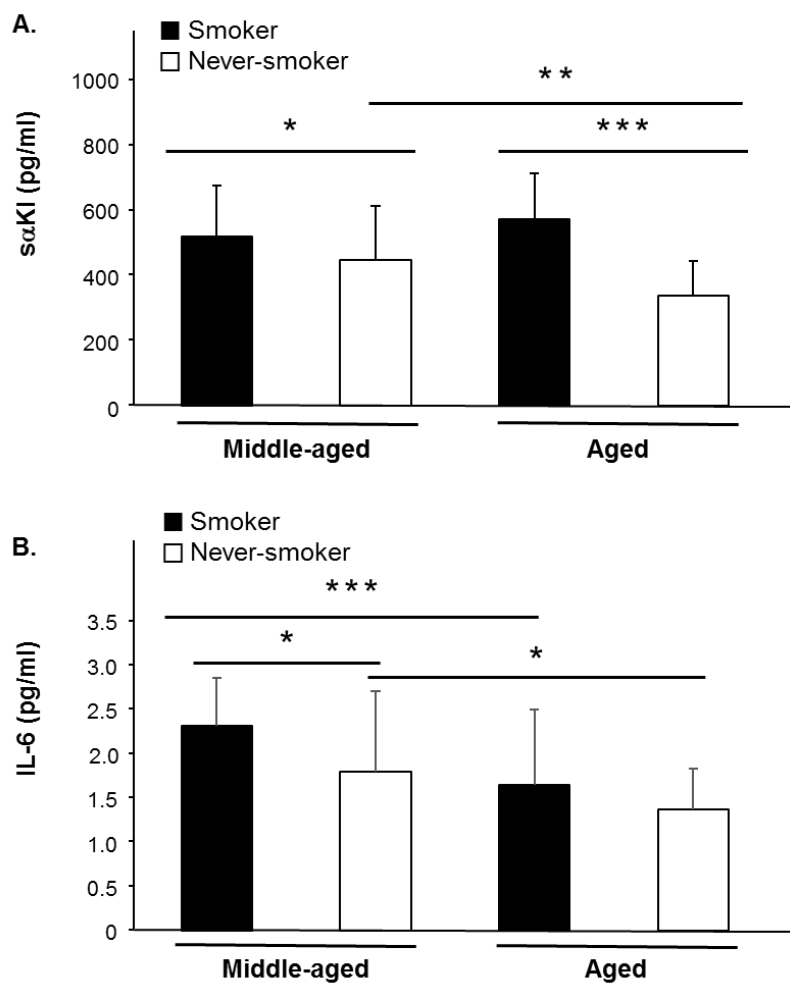 A.
Smoker
Never-smoker
sαKl (pg/ml)
1000
800
600
400
200
0
**
*
***
Middle-aged
Aged
B.
Smoker
Never-smoker
IL-6 (pg/ml)
3.5
3.0
2.5
2.0
1.5
1.0
0.5
0
***
*
*
Middle-aged
Aged